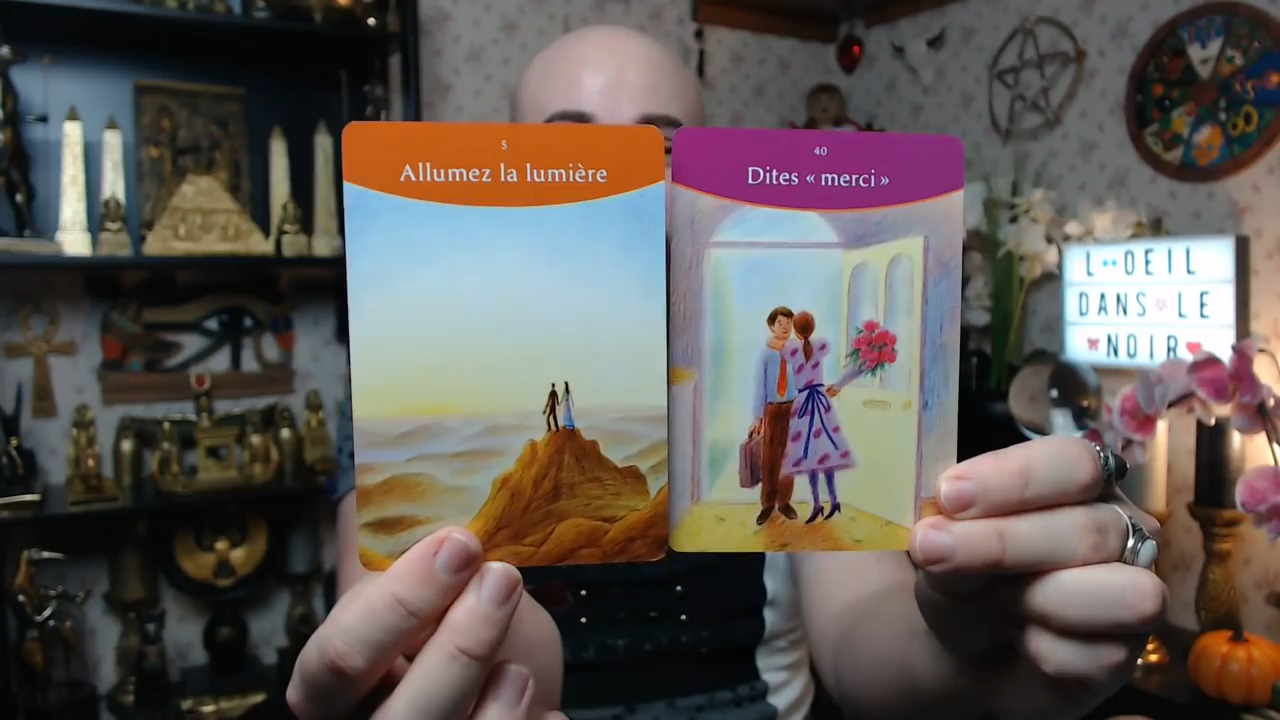 5
Allumez la lumière
40
Dites « merci »
L••OEIL
DANS LE
NOIR